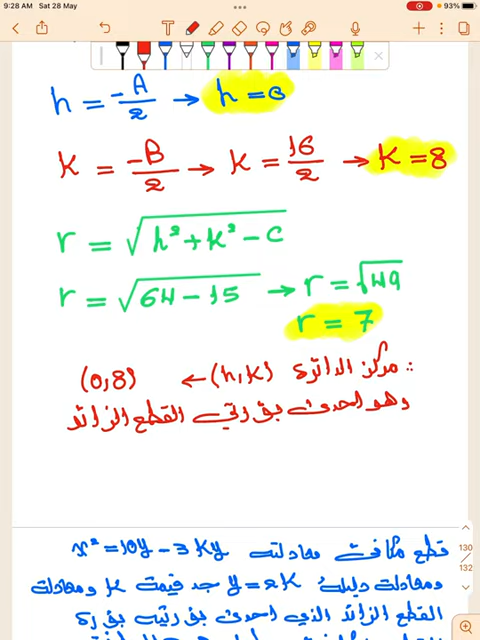 9:28 AM Sat 28 May
93%
h = -A/2 → h = 0
K = -B/2 → K = 16/2 → K = 8
r = √(h² + K² - C)
r = √(64 - 15) → r = √49
r = 7
∴ مركز الدائرة (h,K) ← (0,8)
وهو احدى بؤرتي القطع الزائد
قطع مكافئ معادلته x² = 10y - 3Ky
ومعادلة دليله y = 2K جد قيمة K ومعادلة
القطع الزائد الذي احدى بؤرتيه بؤرة
130
132